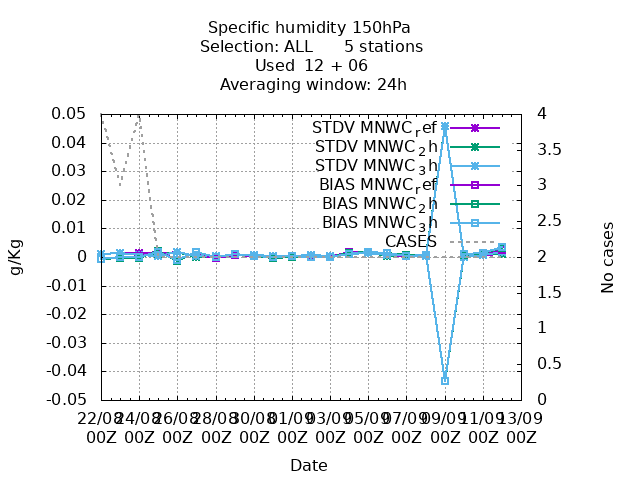 Specific humidity 150hPa
Selection: ALL 5 stations
Used 12 + 06
Averaging window: 24h
0.05
0.04
0.03
0.02
0.01
0
-0.01
-0.02
-0.03
-0.04
-0.05
g/Kg
STDV MNWC_ref
STDV MNWC_2h
STDV MNWC_3h
BIAS MNWC_ref
BIAS MNWC_2h
BIAS MNWC_3h
CASES
4
3.5
3
2.5
2
1.5
1
0.5
0
No cases
22/08 24/08 26/08 28/08 30/08 01/09 03/09 05/09 07/09 09/09 11/09 13/09
00Z 00Z 00Z 00Z 00Z 00Z 00Z 00Z 00Z 00Z 00Z 00Z
Date